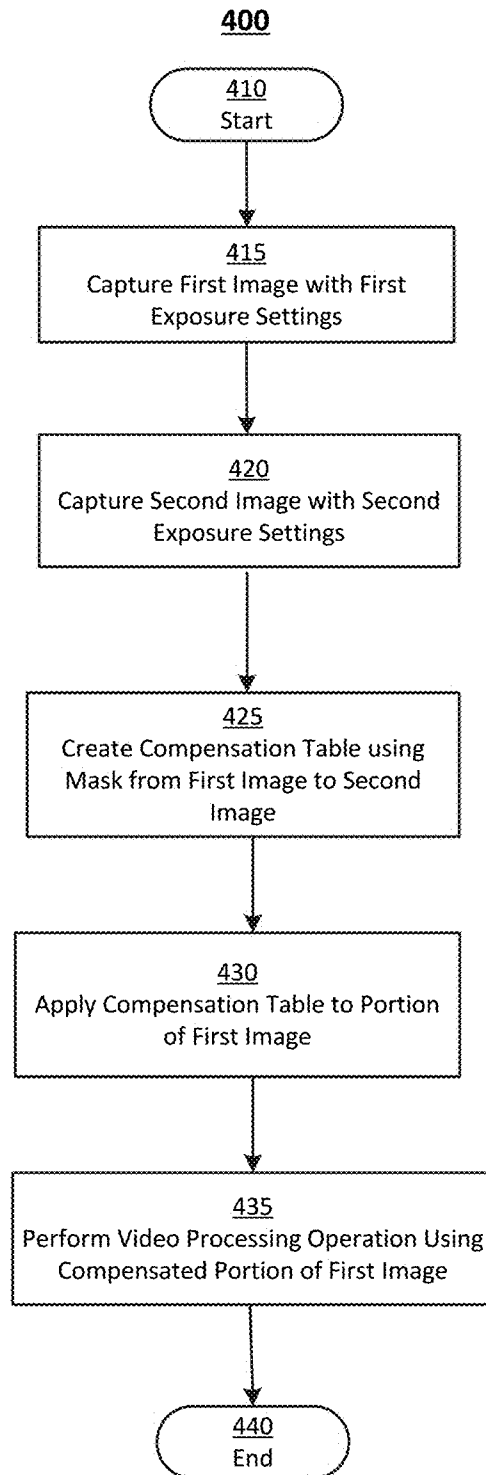 400
410
Start
415
Capture First Image with First
Exposure Settings
420
Capture Second Image with Second
Exposure Settings
425
Create Compensation Table using
Mask from First Image to Second
Image
430
Apply Compensation Table to Portion
of First Image
435
Perform Video Processing Operation Using
Compensated Portion of First Image
440
End